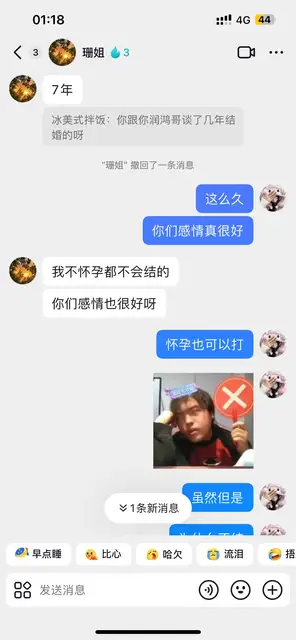 01:18
4G 44
3 珊姐 3
7年
冰美式拌饭：你跟你润鸿哥谈了几年结
婚的呀
"珊姐" 撤回了一条消息
这么久
你们感情真很好
我不怀孕都不会结的
你们感情也很好呀
怀孕也可以打
虽然但是
1条新消息
早点睡 比心 哈欠 流泪 捂
发送消息